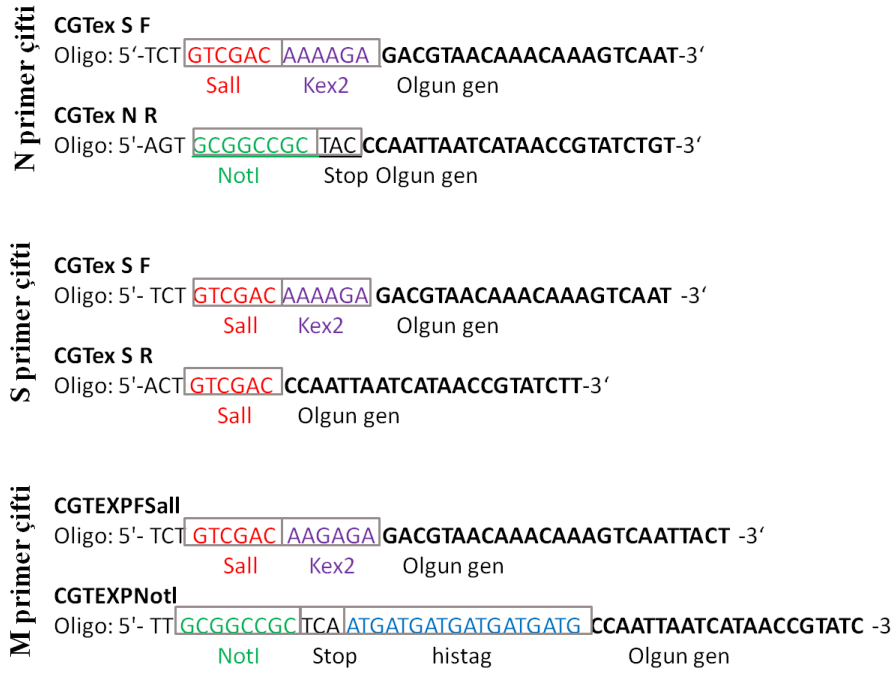 N primer çifti
CGTex S F
Oligo: 5‘-TCT GTCGAC AAAAGA GACGTAACAAACAAAGTCAAT-3‘
SalI Kex2 Olgun gen
CGTex N R
Oligo: 5'-AGT GCGGCCGC TAC CCAATTAATCATAACCGTATCTGT-3‘
NotI Stop Olgun gen
S primer çifti
CGTex S F
Oligo: 5'- TCT GTCGAC AAAAGA GACGTAACAAACAAAGTCAAT -3‘
SalI Kex2 Olgun gen
CGTex S R
Oligo: 5'-ACT GTCGAC CCAATTAATCATAACCGTATCTT-3‘
SalI Olgun gen
M primer çifti
CGTEXPFSalI
Oligo: 5'- TCT GTCGAC AAGAGA GACGTAACAAACAAAGTCAATTACT -3‘
SalI Kex2 Olgun gen
CGTEXPNotI
Oligo: 5'- TT GCGGCCGC TCA ATGATGATGATGATGATG CCAATTAATCATAACCGTATC -3
NotI Stop histag Olgun gen